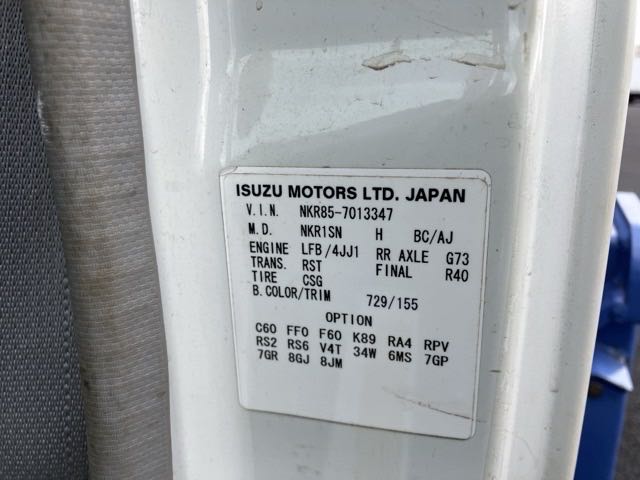 ISUZU MOTORS LTD. JAPAN
V.I.N. NKR85-7013347
M.D. NKR1SN H BC/AJ
ENGINE LFB/4JJ1 RR AXLE G73
TRANS. RST FINAL R40
TIRE CSG
B.COLOR/TRIM 729/155
OPTION
C60 FF0 F60 K89 RA4 RPV
RS2 RS6 V4T 34W 6MS 7GP
7GR 8GJ 8JM